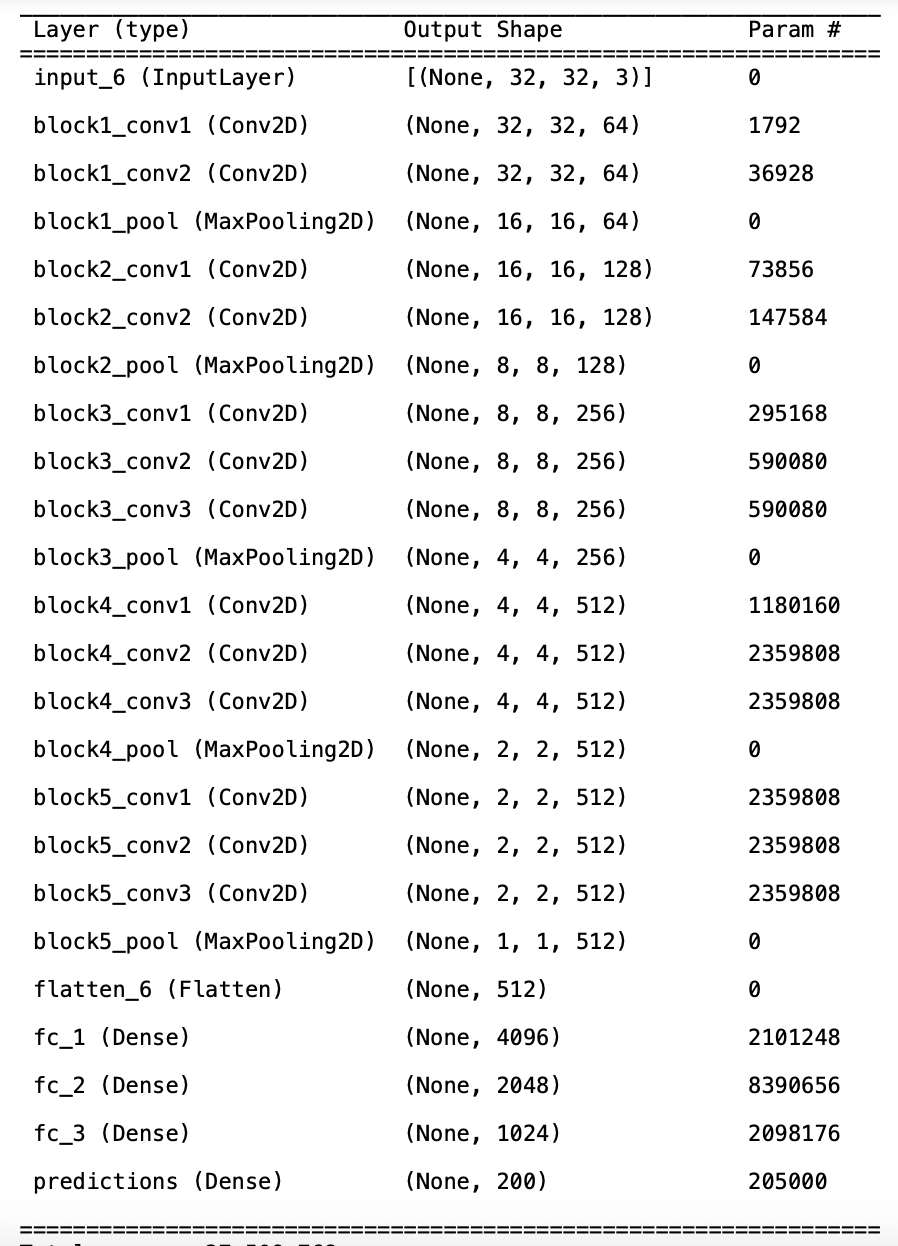 Layer (type) Output Shape Param #
input_6 (InputLayer) [(None, 32, 32, 3)] 0
block1_conv1 (Conv2D) (None, 32, 32, 64) 1792
block1_conv2 (Conv2D) (None, 32, 32, 64) 36928
block1_pool (MaxPooling2D) (None, 16, 16, 64) 0
block2_conv1 (Conv2D) (None, 16, 16, 128) 73856
block2_conv2 (Conv2D) (None, 16, 16, 128) 147584
block2_pool (MaxPooling2D) (None, 8, 8, 128) 0
block3_conv1 (Conv2D) (None, 8, 8, 256) 295168
block3_conv2 (Conv2D) (None, 8, 8, 256) 590080
block3_conv3 (Conv2D) (None, 8, 8, 256) 590080
block3_pool (MaxPooling2D) (None, 4, 4, 256) 0
block4_conv1 (Conv2D) (None, 4, 4, 512) 1180160
block4_conv2 (Conv2D) (None, 4, 4, 512) 2359808
block4_conv3 (Conv2D) (None, 4, 4, 512) 2359808
block4_pool (MaxPooling2D) (None, 2, 2, 512) 0
block5_conv1 (Conv2D) (None, 2, 2, 512) 2359808
block5_conv2 (Conv2D) (None, 2, 2, 512) 2359808
block5_conv3 (Conv2D) (None, 2, 2, 512) 2359808
block5_pool (MaxPooling2D) (None, 1, 1, 512) 0
flatten_6 (Flatten) (None, 512) 0
fc_1 (Dense) (None, 4096) 2101248
fc_2 (Dense) (None, 2048) 8390656
fc_3 (Dense) (None, 1024) 2098176
predictions (Dense) (None, 200) 205000